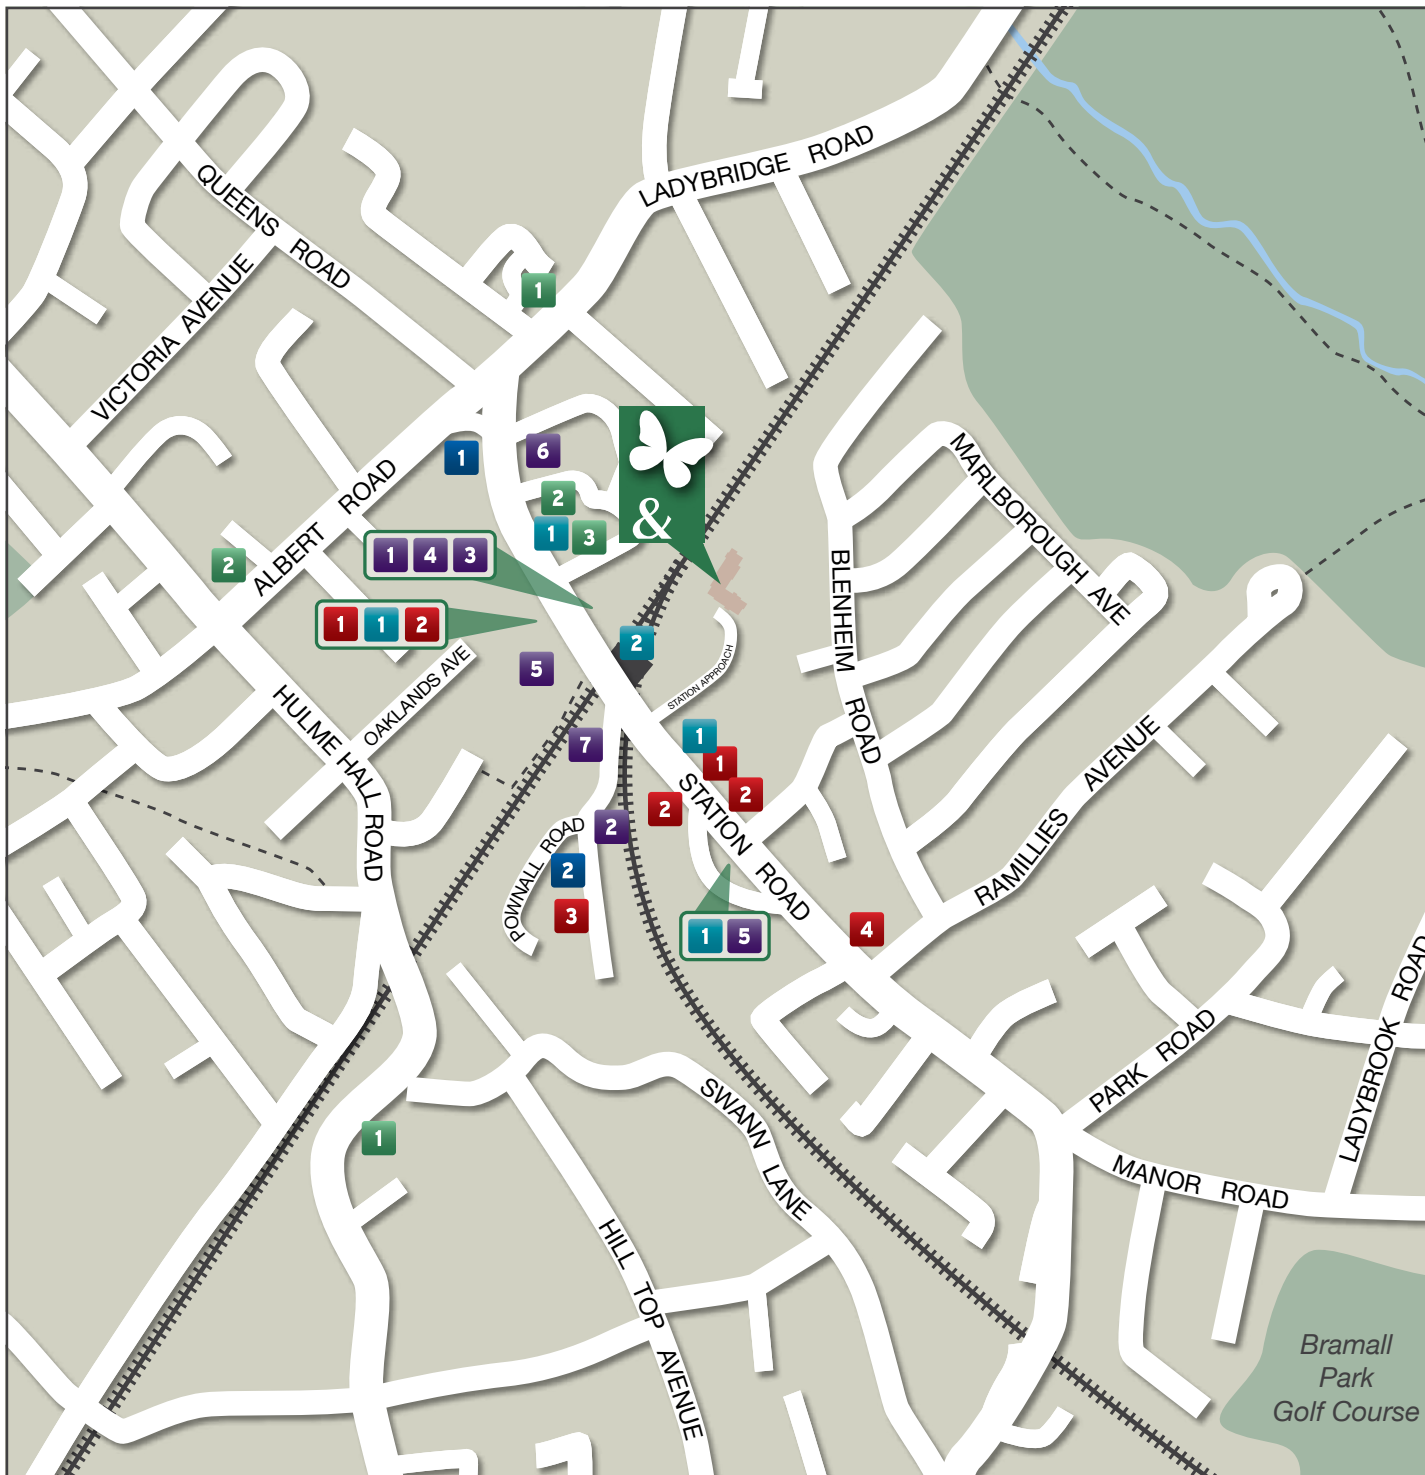 LADYBRIDGE ROAD
QUEENS ROAD
VICTORIA AVENUE
1
ALBERT ROAD
1
6
2
1
3
&
MARLBOROUGH AVE
1 4 3
2
1 1 2
BLENHEIM ROAD
2
5
STATION APPROACH
OAKLANDS AVE
HULME HALL ROAD
7
1
1
2
2
STATION ROAD
2
POWNALL ROAD
2
3
RAMILLIES AVENUE
1 5
4
LADYBROOK ROAD
PARK ROAD
SWANN LANE
1
MANOR ROAD
HILL TOP AVENUE
Bramall
Park
Golf Course